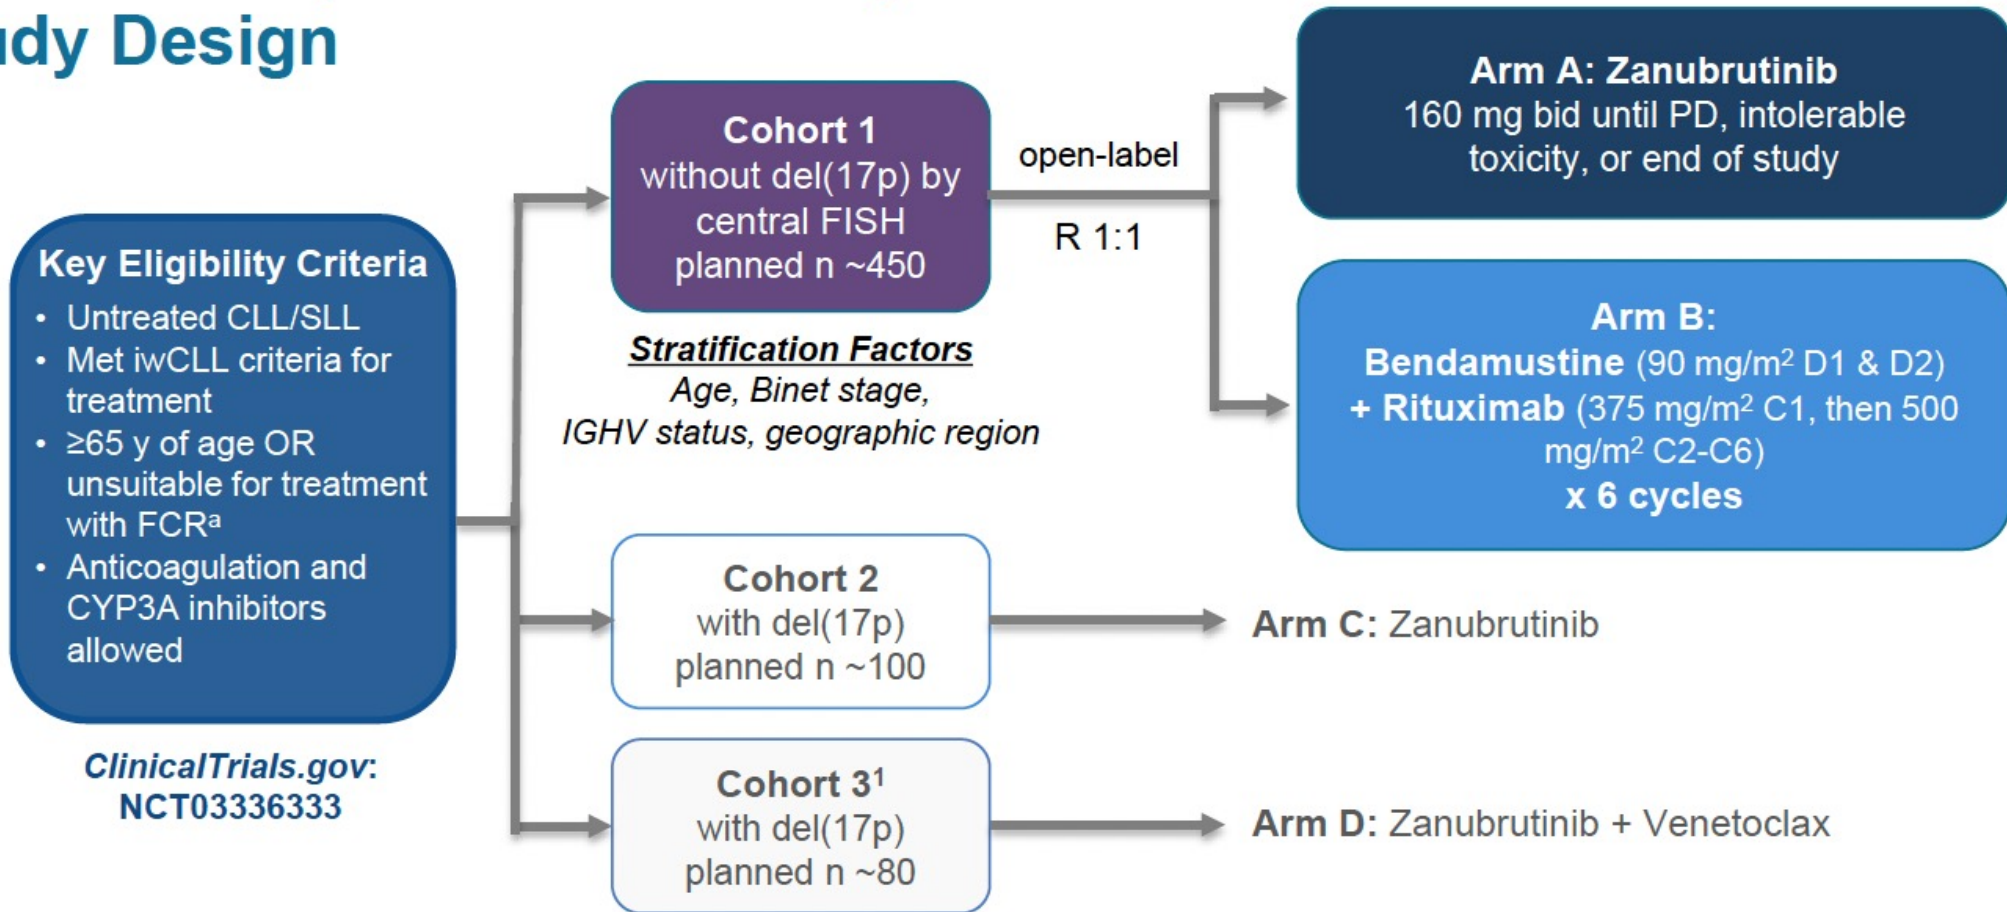 Study Design
Key Eligibility Criteria
• Untreated CLL/SLL
• Met iwCLL criteria for
treatment
• ≥65 y of age OR
unsuitable for treatment
with FCRᵃ
• Anticoagulation and
CYP3A inhibitors
allowed
ClinicalTrials.gov:
NCT03336333
Cohort 1
without del(17p) by
central FISH
planned n ~450
Stratification Factors
Age, Binet stage,
IGHV status, geographic region
open-label
R 1:1
Arm A: Zanubrutinib
160 mg bid until PD, intolerable
toxicity, or end of study
Arm B:
Bendamustine (90 mg/m² D1 & D2)
+ Rituximab (375 mg/m² C1, then 500
mg/m² C2-C6)
x 6 cycles
Cohort 2
with del(17p)
planned n ~100
Arm C: Zanubrutinib
Cohort 3¹
with del(17p)
planned n ~80
Arm D: Zanubrutinib + Venetoclax